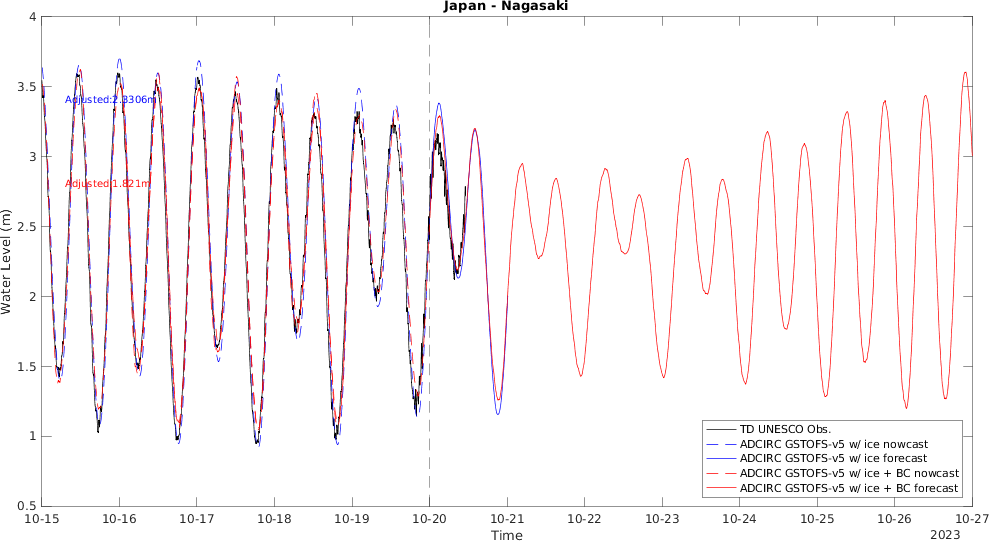 Japan - Nagasaki
4
3.5
3
2.5
2
1.5
1
0.5
Water Level (m)
Adjusted:2.3306m
Adjusted:1.821m
TD UNESCO Obs.
ADCIRC GSTOFS-v5 w/ ice nowcast
ADCIRC GSTOFS-v5 w/ ice forecast
ADCIRC GSTOFS-v5 w/ ice + BC nowcast
ADCIRC GSTOFS-v5 w/ ice + BC forecast
10-15 10-16 10-17 10-18 10-19 10-20 10-21 10-22 10-23 10-24 10-25 10-26 10-27
Time
2023